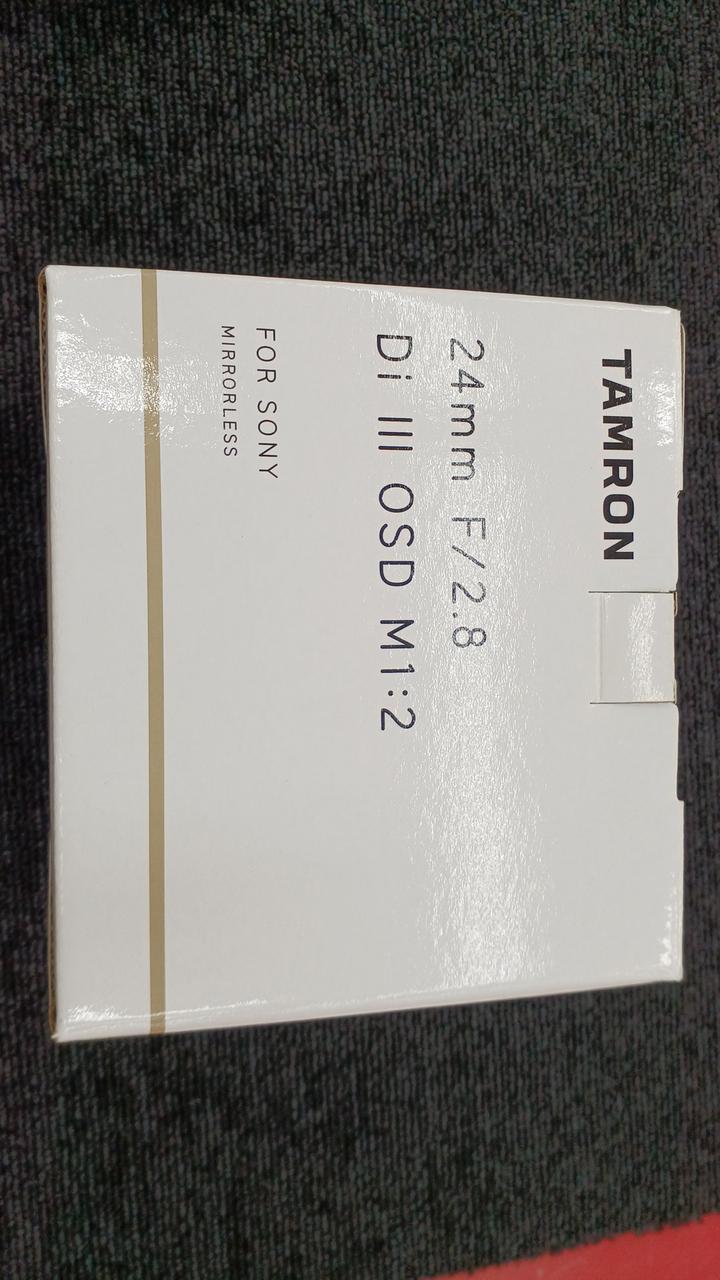 TAMRON
24mm F/2.8
Di III OSD M1:2
FOR SONY
MIRRORLESS